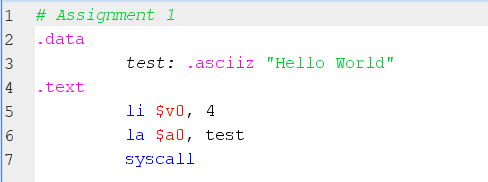 1 # Assignment 1
2 .data
3 test: .asciiz "Hello World"
4 .text
5 li $v0, 4
6 la $a0, test
7 syscall